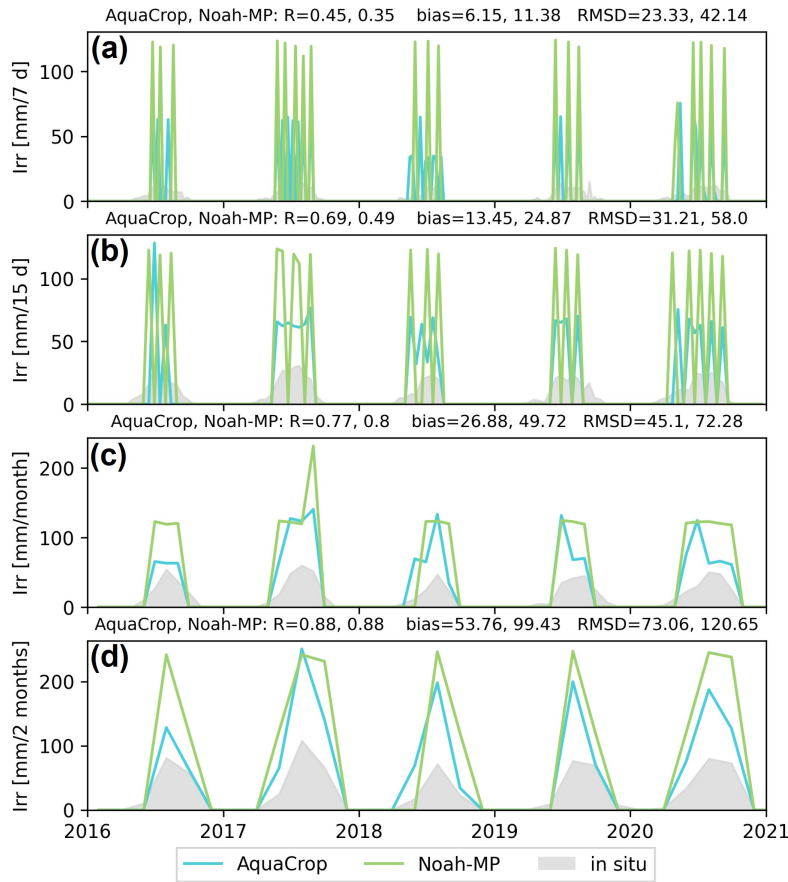 AquaCrop, Noah-MP: R=0.45, 0.35 bias=6.15, 11.38 RMSD=23.33, 42.14
(a)
Irr [mm/7 d]
100
50
0
AquaCrop, Noah-MP: R=0.69, 0.49 bias=13.45, 24.87 RMSD=31.21, 58.0
(b)
Irr [mm/15 d]
100
50
0
AquaCrop, Noah-MP: R=0.77, 0.8 bias=26.88, 49.72 RMSD=45.1, 72.28
(c)
Irr [mm/month]
200
100
0
AquaCrop, Noah-MP: R=0.88, 0.88 bias=53.76, 99.43 RMSD=73.06, 120.65
(d)
Irr [mm/2 months]
200
100
0
2016 2017 2018 2019 2020 2021
AquaCrop Noah-MP in situ